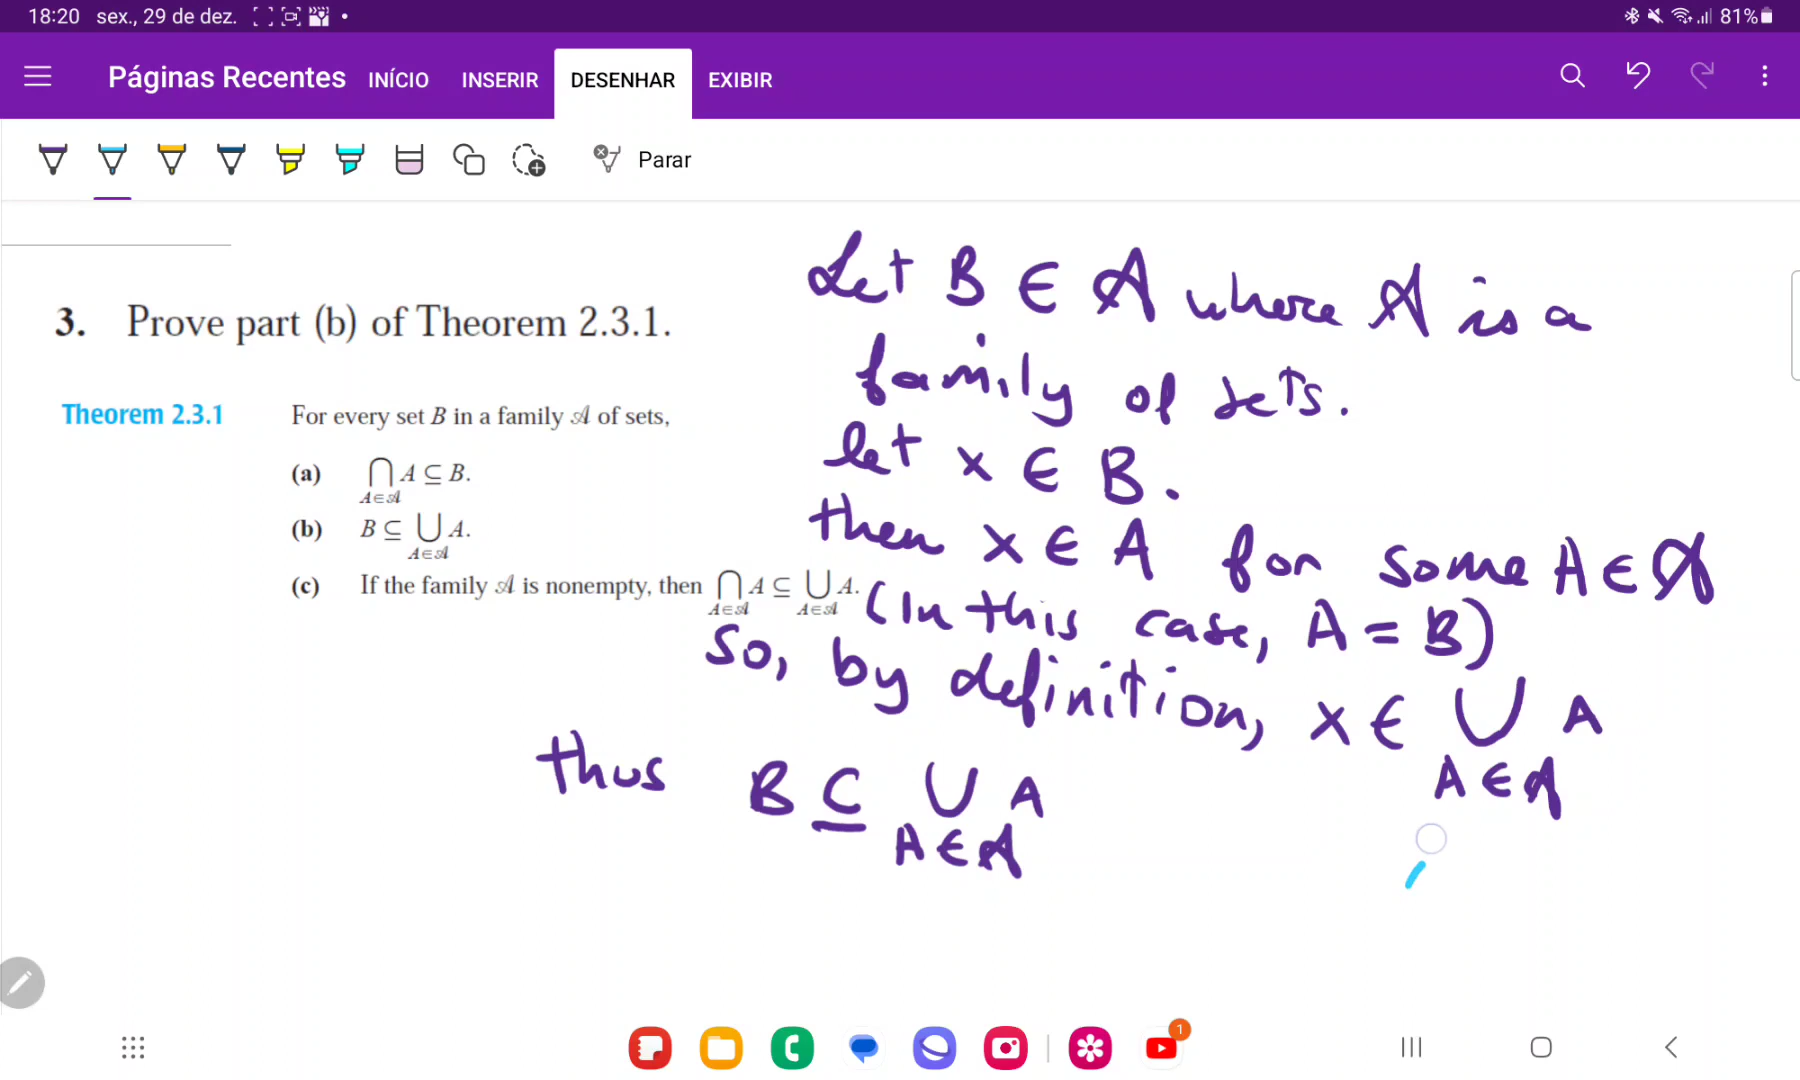 18:20 sex., 29 de dez. 81%
Páginas Recentes INÍCIO INSERIR DESENHAR EXIBIR
Parar
3. Prove part (b) of Theorem 2.3.1.
Theorem 2.3.1 For every set B in a family 𝒜 of sets,
(a) ⋂ A ⊆ B.
A∈𝒜
(b) B ⊆ ⋃ A.
A∈𝒜
(c) If the family 𝒜 is nonempty, then ⋂ A ⊆ ⋃ A.
A∈𝒜 A∈𝒜
Let B ∈ 𝒜 where 𝒜 is a
family of sets.
let x ∈ B.
then x ∈ A for some A ∈ 𝒜
(In this case, A = B)
So, by definition, x ∈ ⋃ A
A ∈ 𝒜
thus B ⊆ ⋃ A
A ∈ 𝒜
1